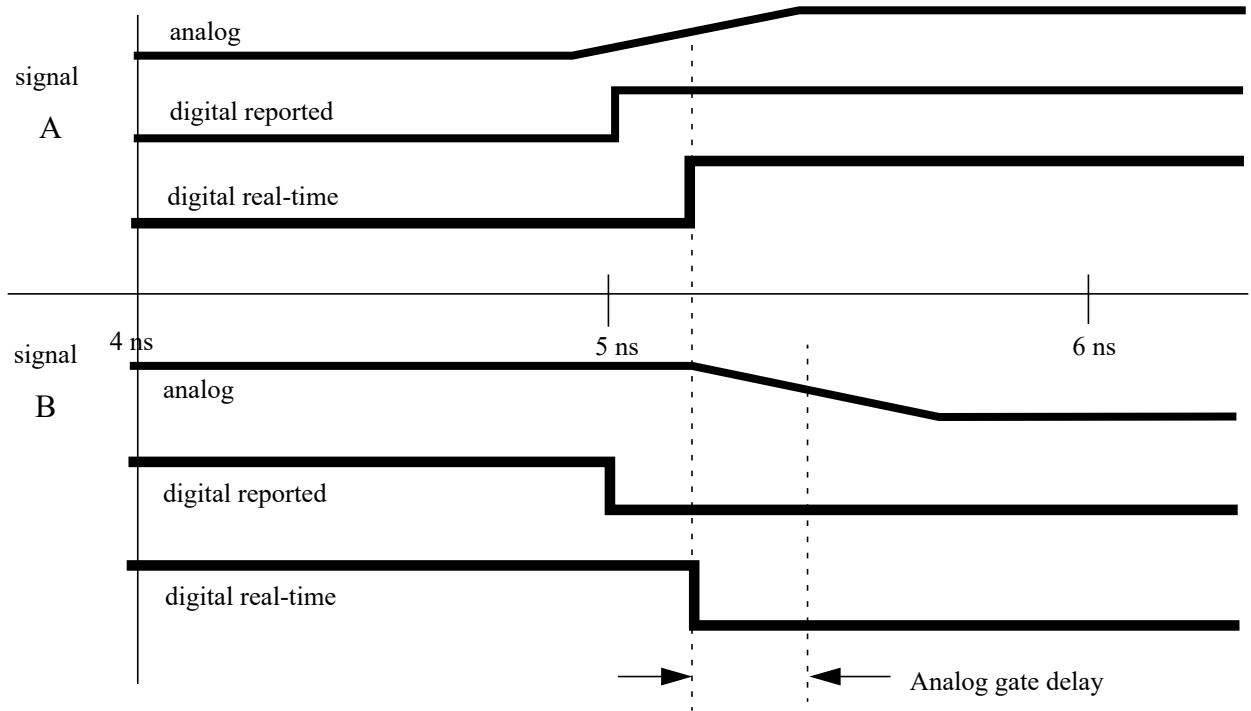 analog
signal
A
digital reported
digital real-time
4 ns
5 ns
6 ns
signal
B
analog
digital reported
digital real-time
Analog gate delay